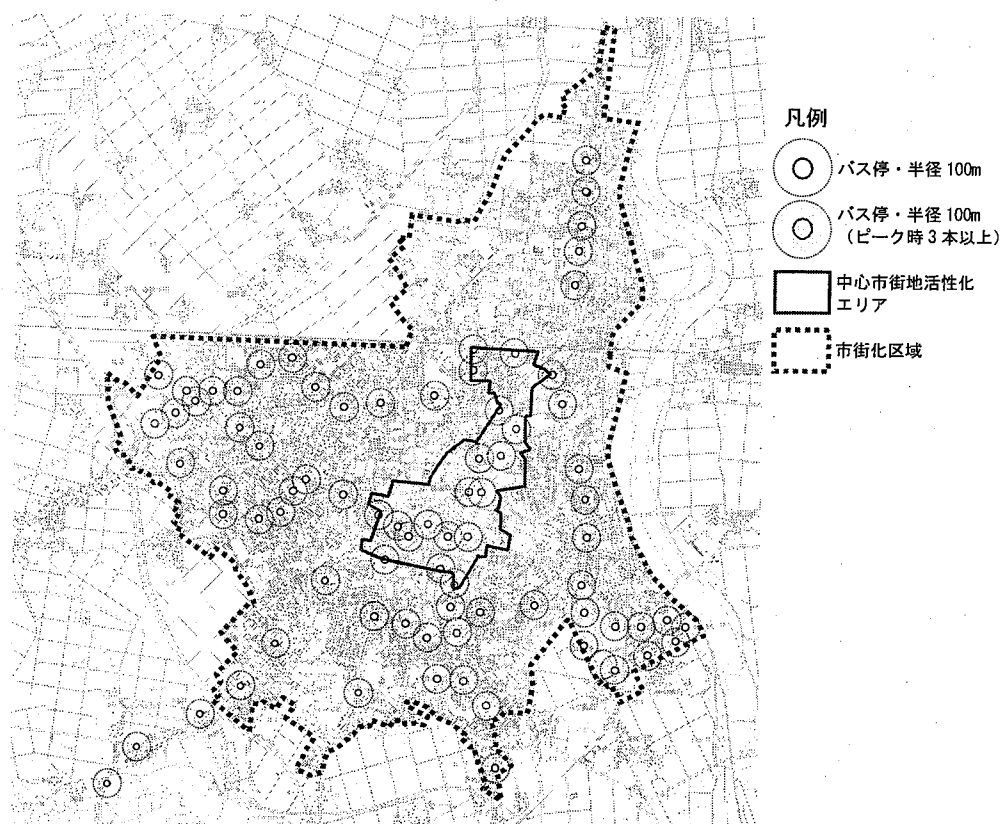 凡例
バス停・半径100m
バス停・半径100m
(ピーク時3本以上)
中心市街地活性化
エリア
市街化区域